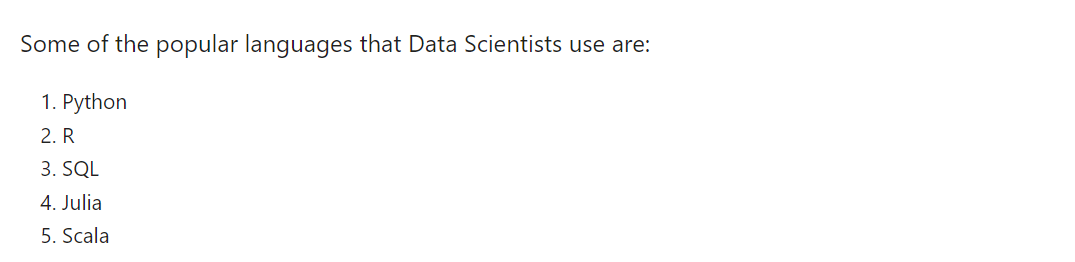 Some of the popular languages that Data Scientists use are:
1. Python
2. R
3. SQL
4. Julia
5. Scala